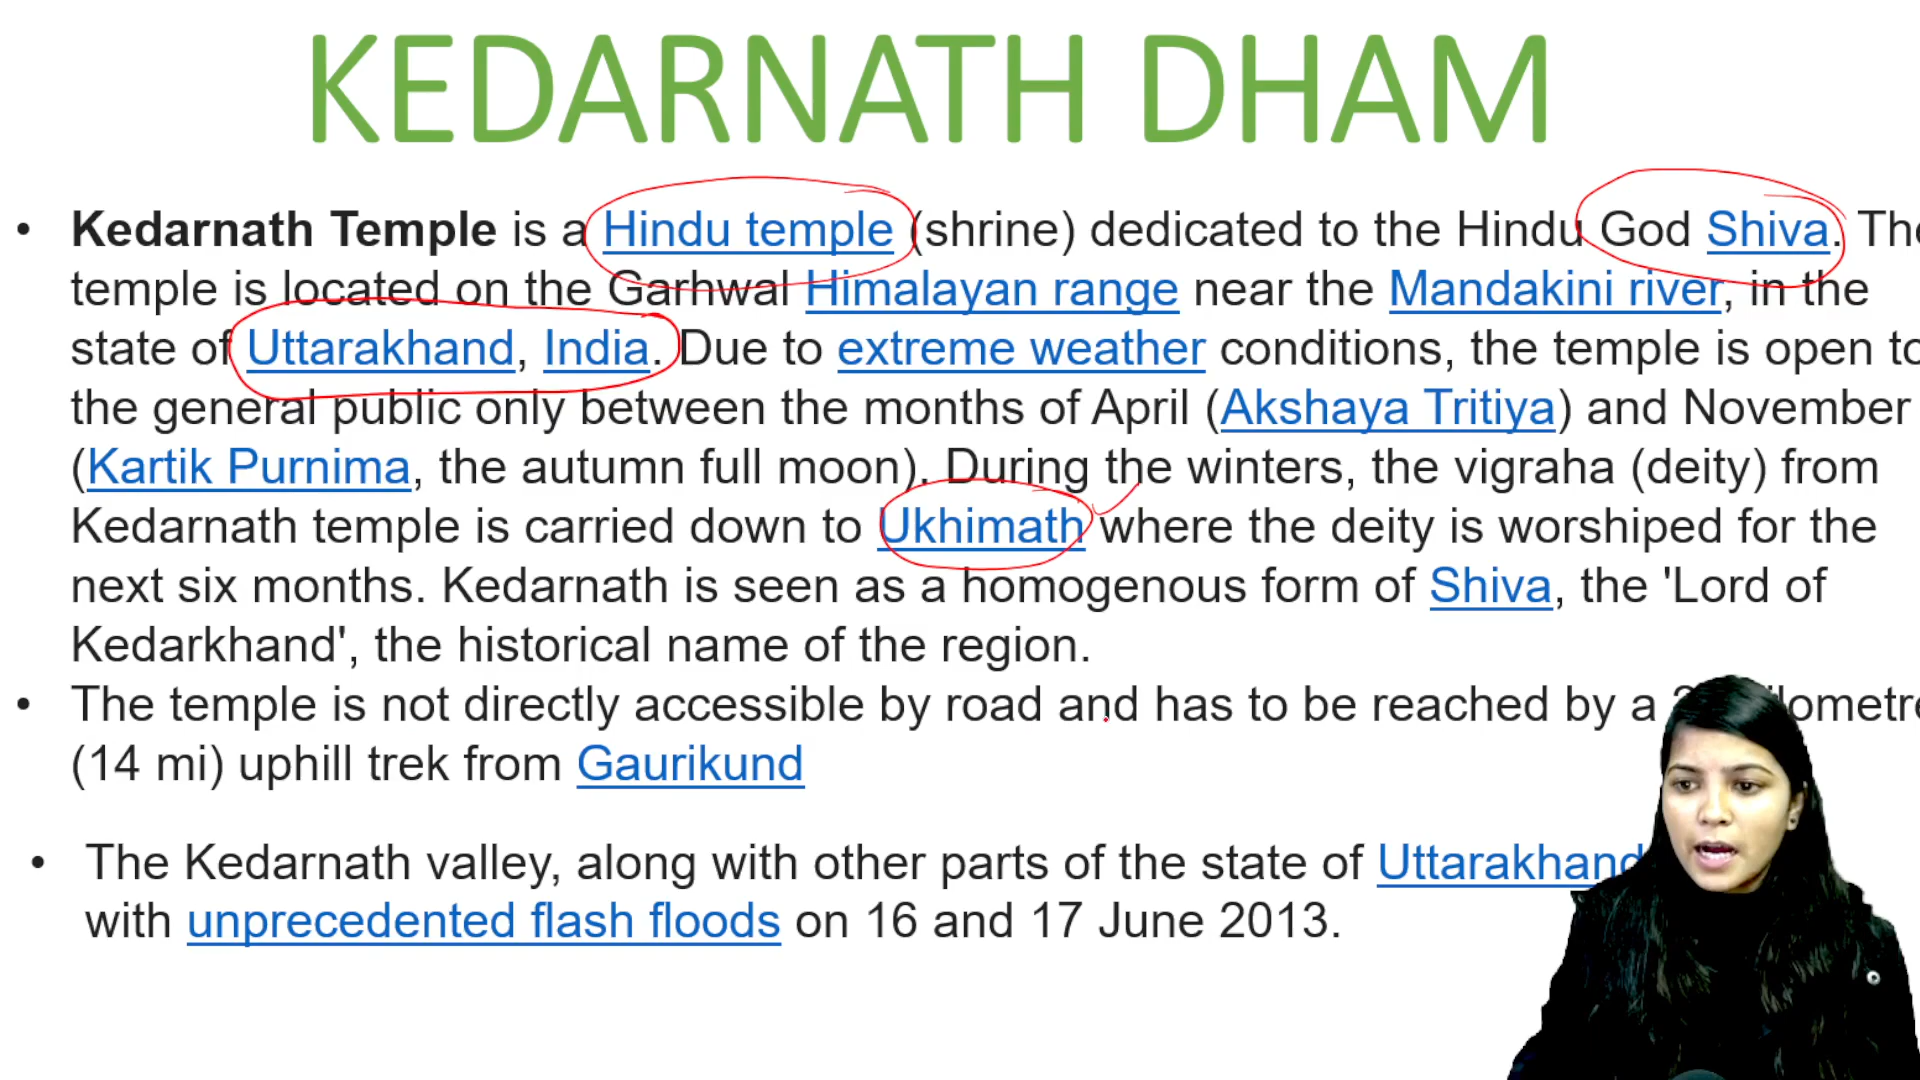 KEDARNATH DHAM
• Kedarnath Temple is a Hindu temple (shrine) dedicated to the Hindu God Shiva. The
temple is located on the Garhwal Himalayan range near the Mandakini river, in the
state of Uttarakhand, India. Due to extreme weather conditions, the temple is open to
the general public only between the months of April (Akshaya Tritiya) and November
(Kartik Purnima, the autumn full moon). During the winters, the vigraha (deity) from
Kedarnath temple is carried down to Ukhimath where the deity is worshiped for the
next six months. Kedarnath is seen as a homogenous form of Shiva, the 'Lord of
Kedarkhand', the historical name of the region.
• The temple is not directly accessible by road and has to be reached by a
(14 mi) uphill trek from Gaurikund
• The Kedarnath valley, along with other parts of the state of Uttarakhand
with unprecedented flash floods on 16 and 17 June 2013.